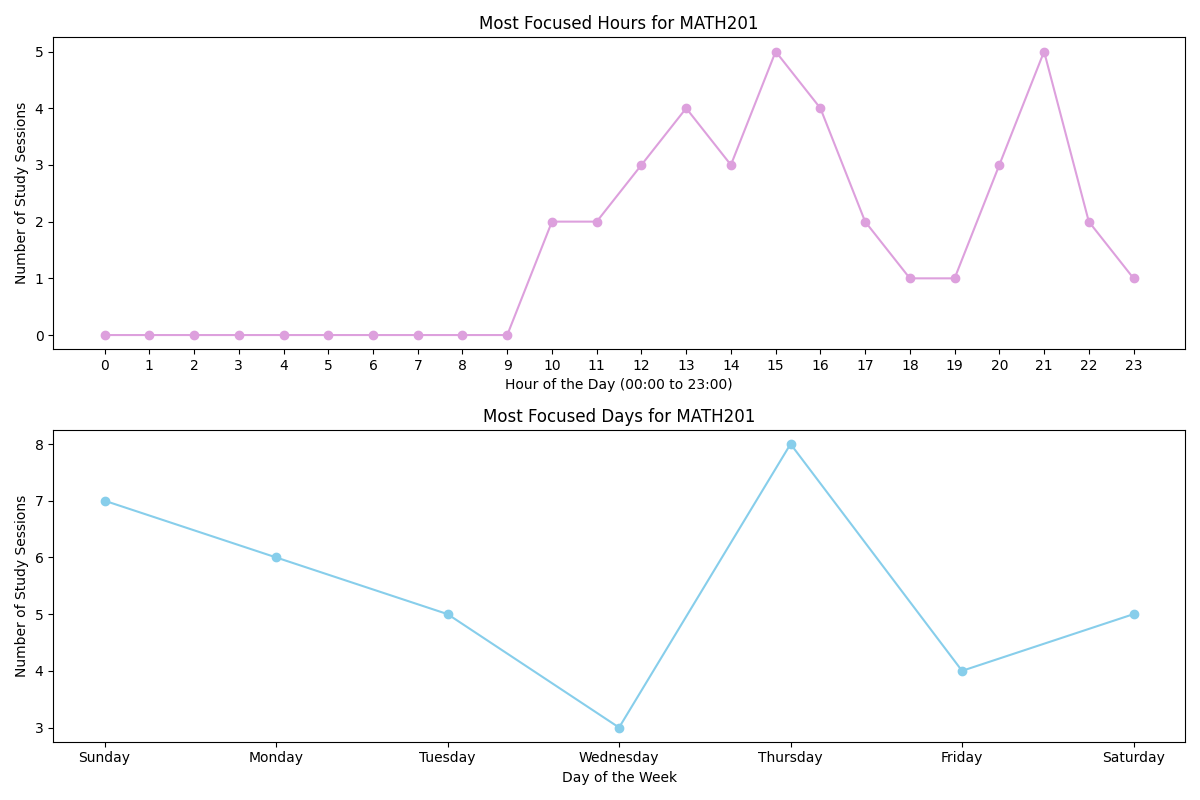 Most Focused Hours for MATH201
Number of Study Sessions
5
4
3
2
1
0
0 1 2 3 4 5 6 7 8 9 10 11 12 13 14 15 16 17 18 19 20 21 22 23
Hour of the Day (00:00 to 23:00)
Most Focused Days for MATH201
Number of Study Sessions
8
7
6
5
4
3
Sunday Monday Tuesday Wednesday Thursday Friday Saturday
Day of the Week